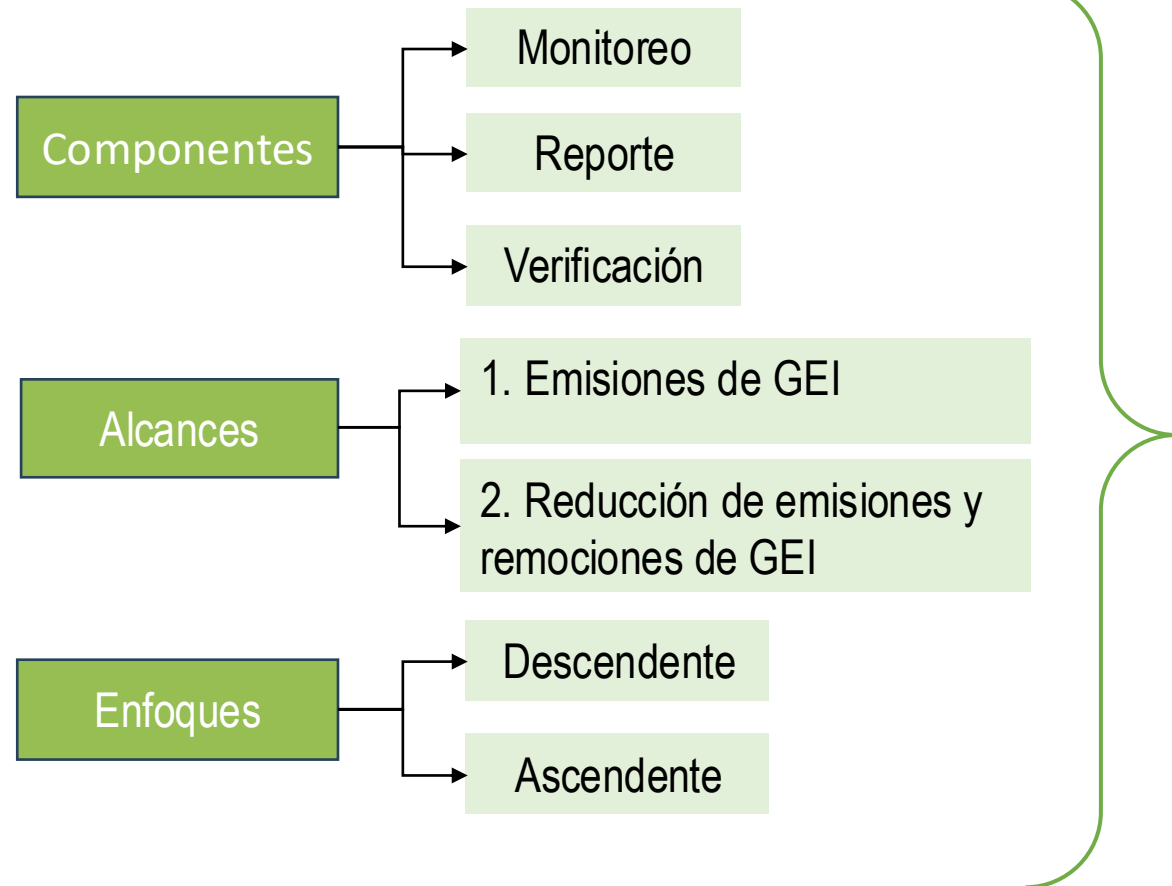 Componentes
Monitoreo
Reporte
Verificación
Alcances
1. Emisiones de GEI
2. Reducción de emisiones y
remociones de GEI
Enfoques
Descendente
Ascendente